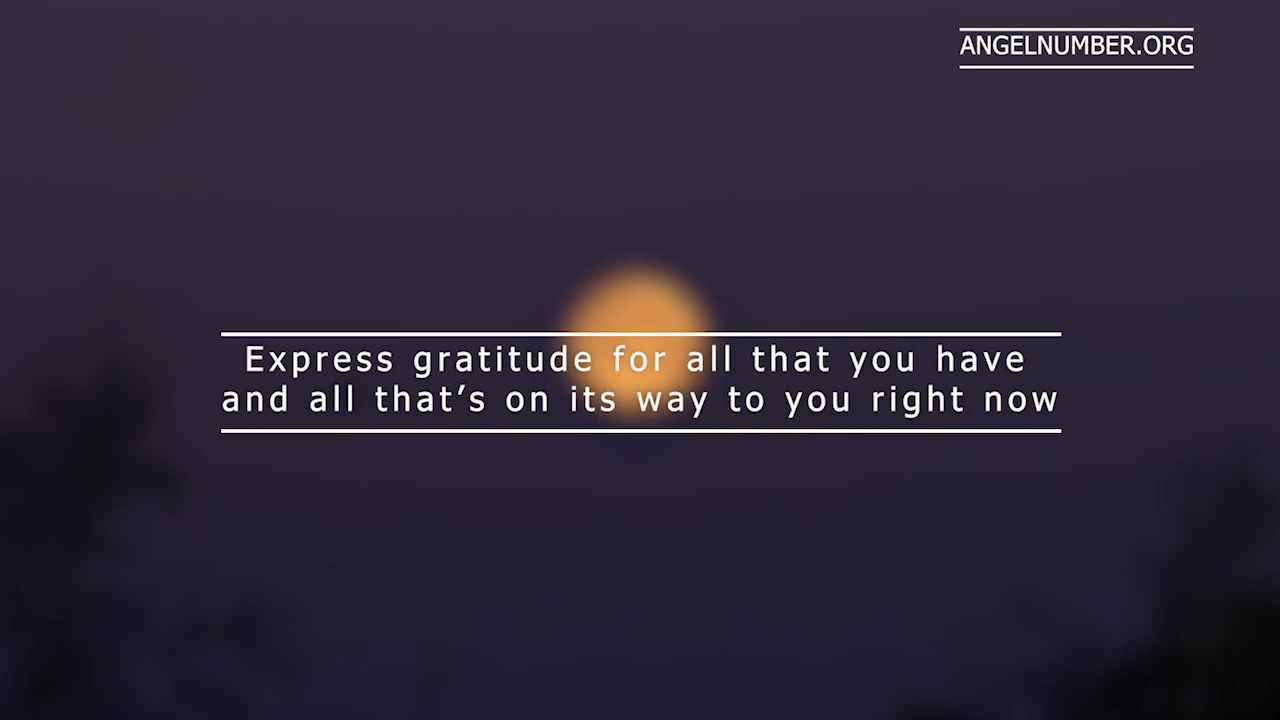 ANGELNUMBER.ORG
Express gratitude for all that you have
and all that’s on its way to you right now